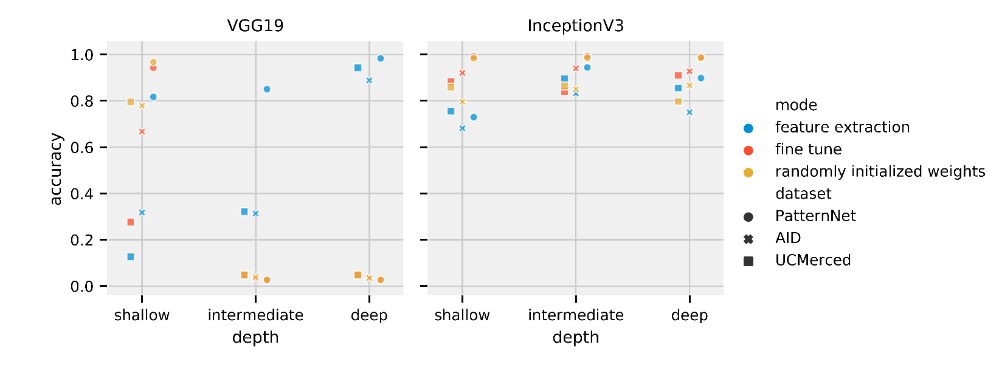 VGG19
InceptionV3
1.0
0.8
0.6
0.4
0.2
0.0
accuracy
shallow
intermediate
deep
depth
shallow
intermediate
deep
depth
mode
feature extraction
fine tune
randomly initialized weights
dataset
PatternNet
AID
UCMerced